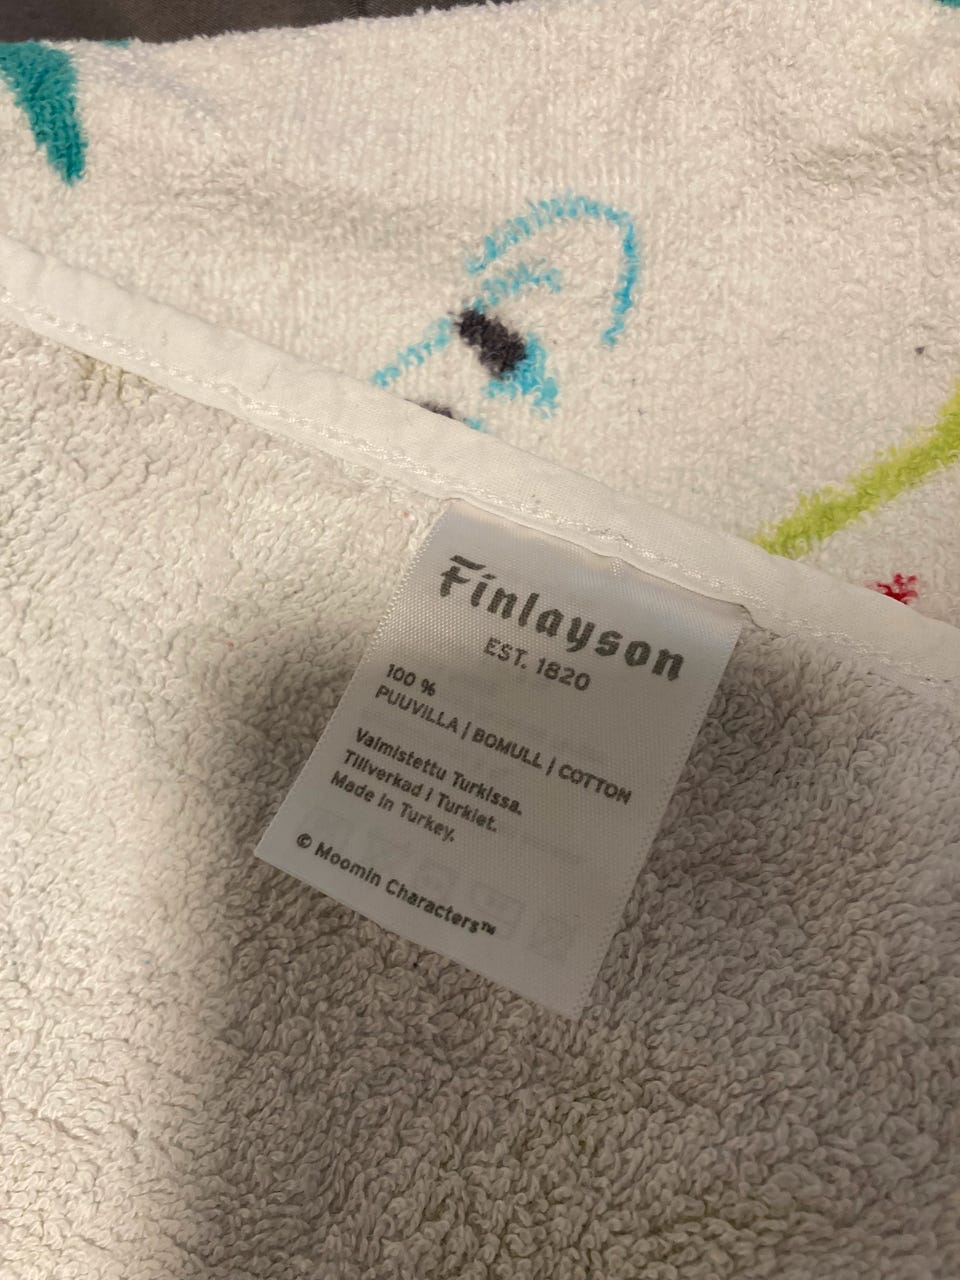 Finlayson
EST. 1820
100 %
PUUVILLA | BOMULL | COTTON
Valmistettu Turkissa.
Tillverkad i Turkiet.
Made in Turkey.
© Moomin Characters™